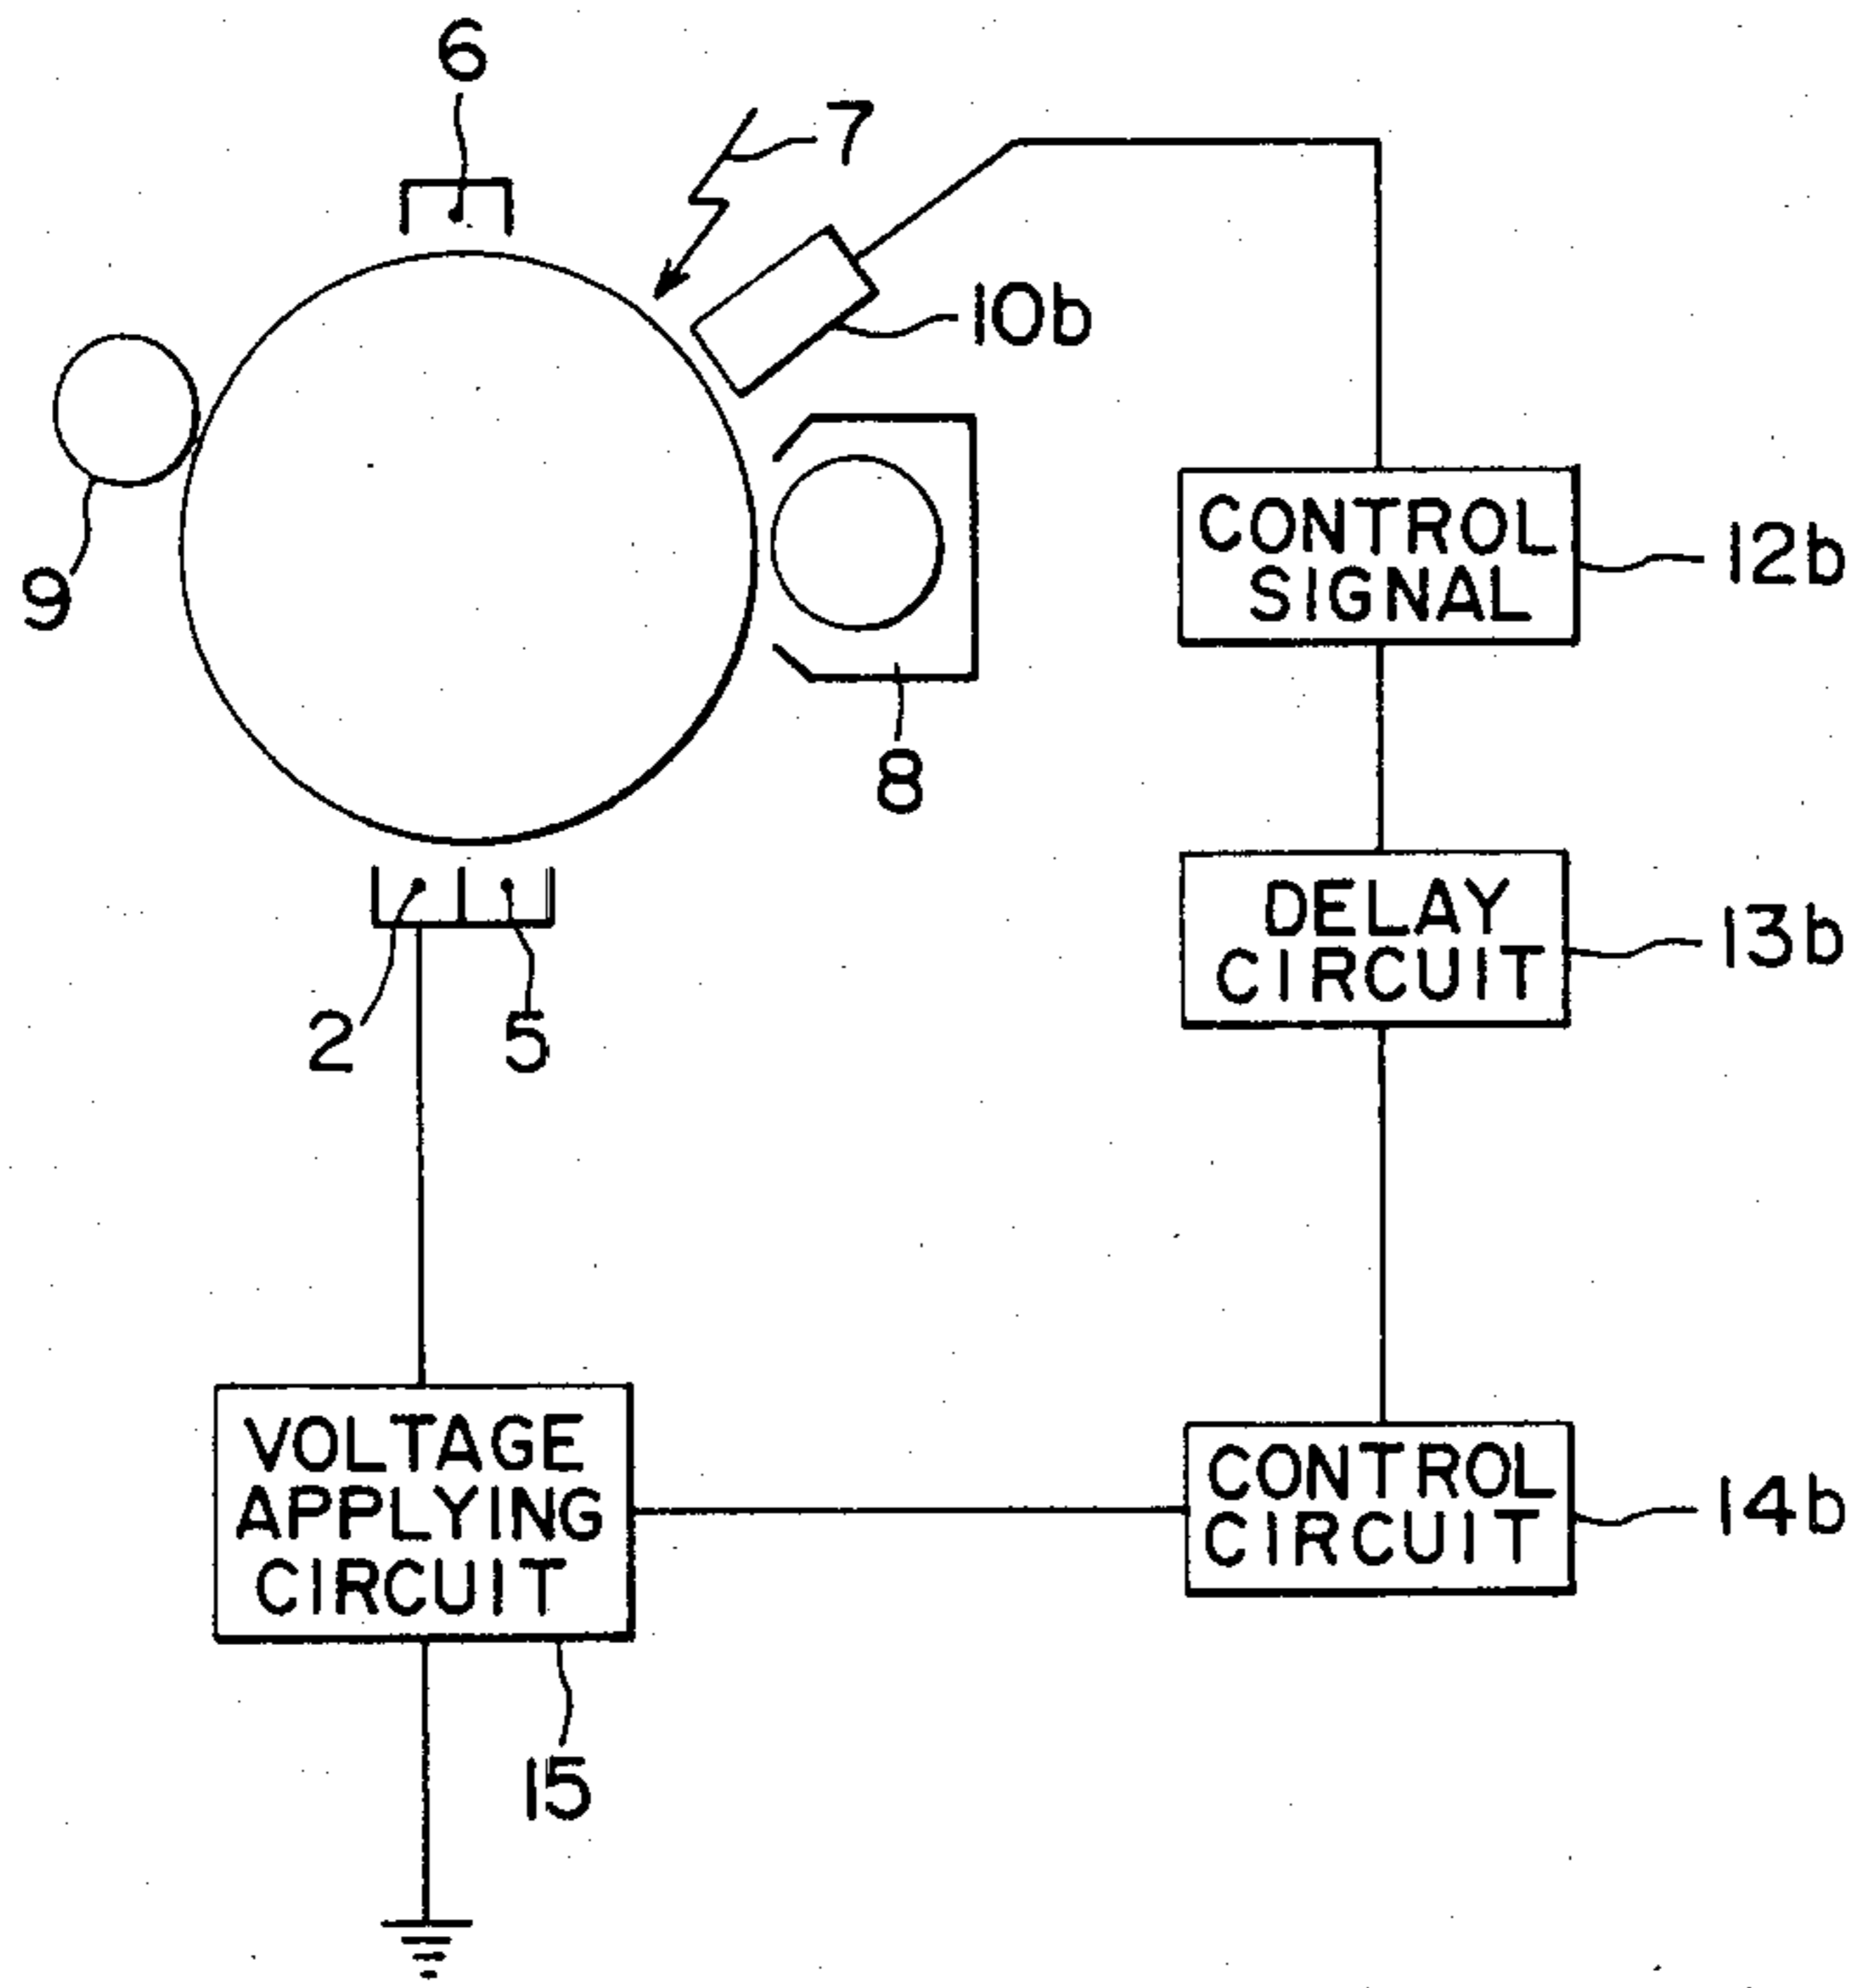 6
7
10b
9
CONTROL
SIGNAL
12b
8
DELAY
CIRCUIT
13b
2
5
VOLTAGE
APPLYING
CIRCUIT
CONTROL
CIRCUIT
14b
15